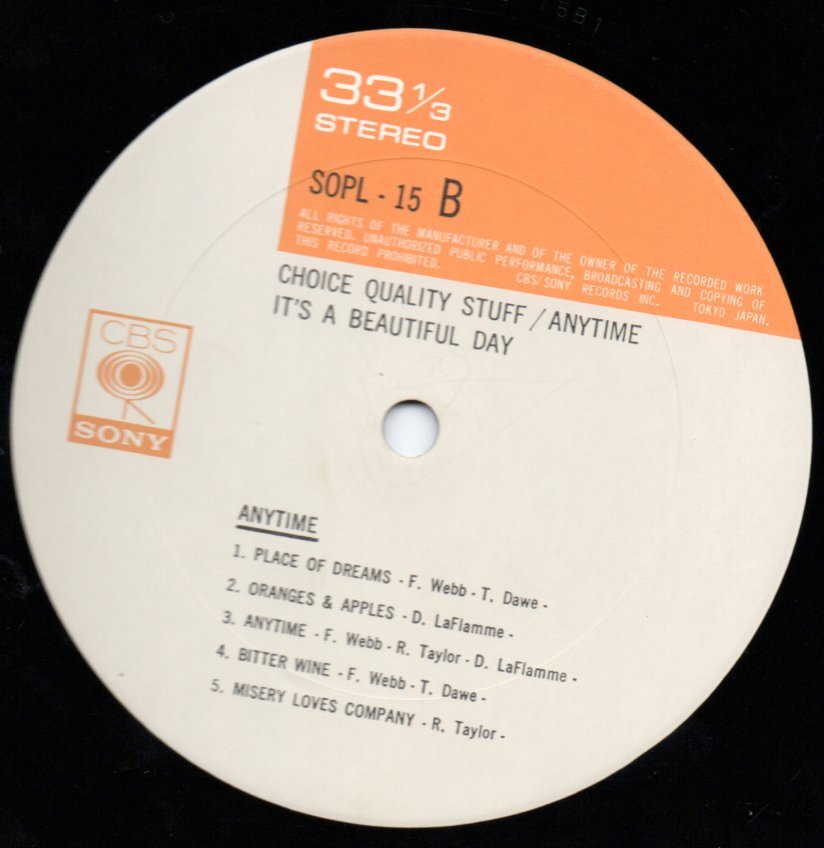 15B1
33 1/3
STEREO
SOPL - 15 B
ALL RIGHTS OF THE MANUFACTURER AND OF THE OWNER OF THE RECORDED WORK
RESERVED. UNAUTHORIZED PUBLIC PERFORMANCE, BROADCASTING AND COPYING OF
THIS RECORD PROHIBITED. CBS/SONY RECORDS INC. TOKYO JAPAN,
CHOICE QUALITY STUFF / ANYTIME
IT'S A BEAUTIFUL DAY
CBS
SONY
ANYTIME
1. PLACE OF DREAMS - F. Webb - T. Dawe -
2. ORANGES & APPLES - D. LaFlamme -
3. ANYTIME - F. Webb - R. Taylor - D. LaFlamme -
4. BITTER WINE - F. Webb - T. Dawe -
5. MISERY LOVES COMPANY - R. Taylor -